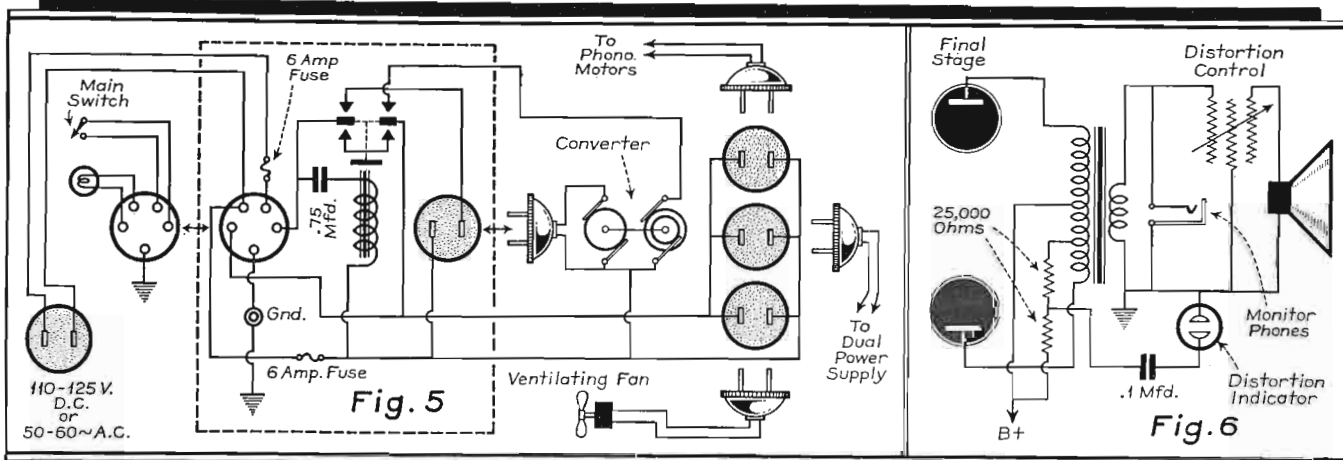 Main
Switch
6 Amp
Fuse
.75
Mfd.
Gnd.
6 Amp. Fuse
110-125 V.
D.C.
or
50-60~A.C.
Fig. 5
To
Phono.
Motors
Converter
To
Dual
Power
Supply
Ventilating Fan
Final
Stage
Distortion
Control
25,000
Ohms
Monitor
Phones
.1 Mfd.
Distortion
Indicator
B+
Fig. 6